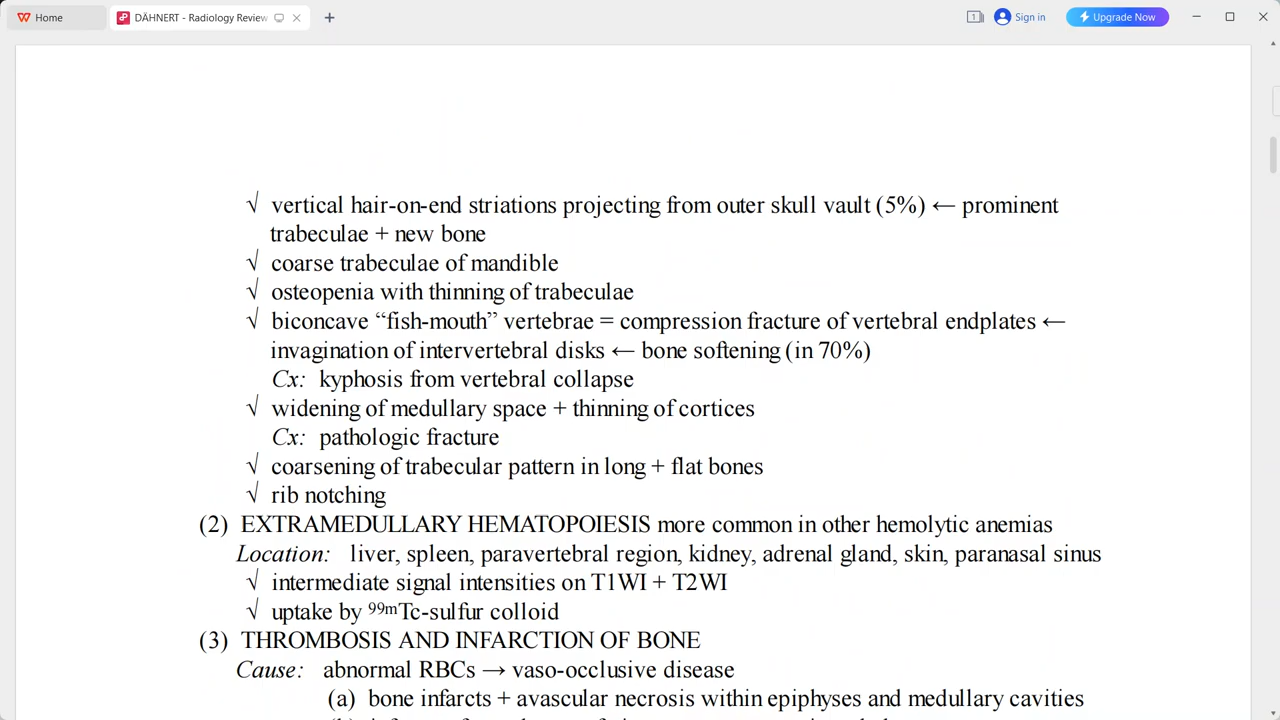 Home
DÄHNERT - Radiology Review
Sign in
Upgrade Now
√ vertical hair-on-end striations projecting from outer skull vault (5%) ← prominent
trabeculae + new bone
√ coarse trabeculae of mandible
√ osteopenia with thinning of trabeculae
√ biconcave “fish-mouth” vertebrae = compression fracture of vertebral endplates ←
invagination of intervertebral disks ← bone softening (in 70%)
Cx: kyphosis from vertebral collapse
√ widening of medullary space + thinning of cortices
Cx: pathologic fracture
√ coarsening of trabecular pattern in long + flat bones
√ rib notching
(2) EXTRAMEDULLARY HEMATOPOIESIS more common in other hemolytic anemias
Location: liver, spleen, paravertebral region, kidney, adrenal gland, skin, paranasal sinus
√ intermediate signal intensities on T1WI + T2WI
√ uptake by ⁹⁹ᵐTc-sulfur colloid
(3) THROMBOSIS AND INFARCTION OF BONE
Cause: abnormal RBCs → vaso-occlusive disease
(a) bone infarcts + avascular necrosis within epiphyses and medullary cavities